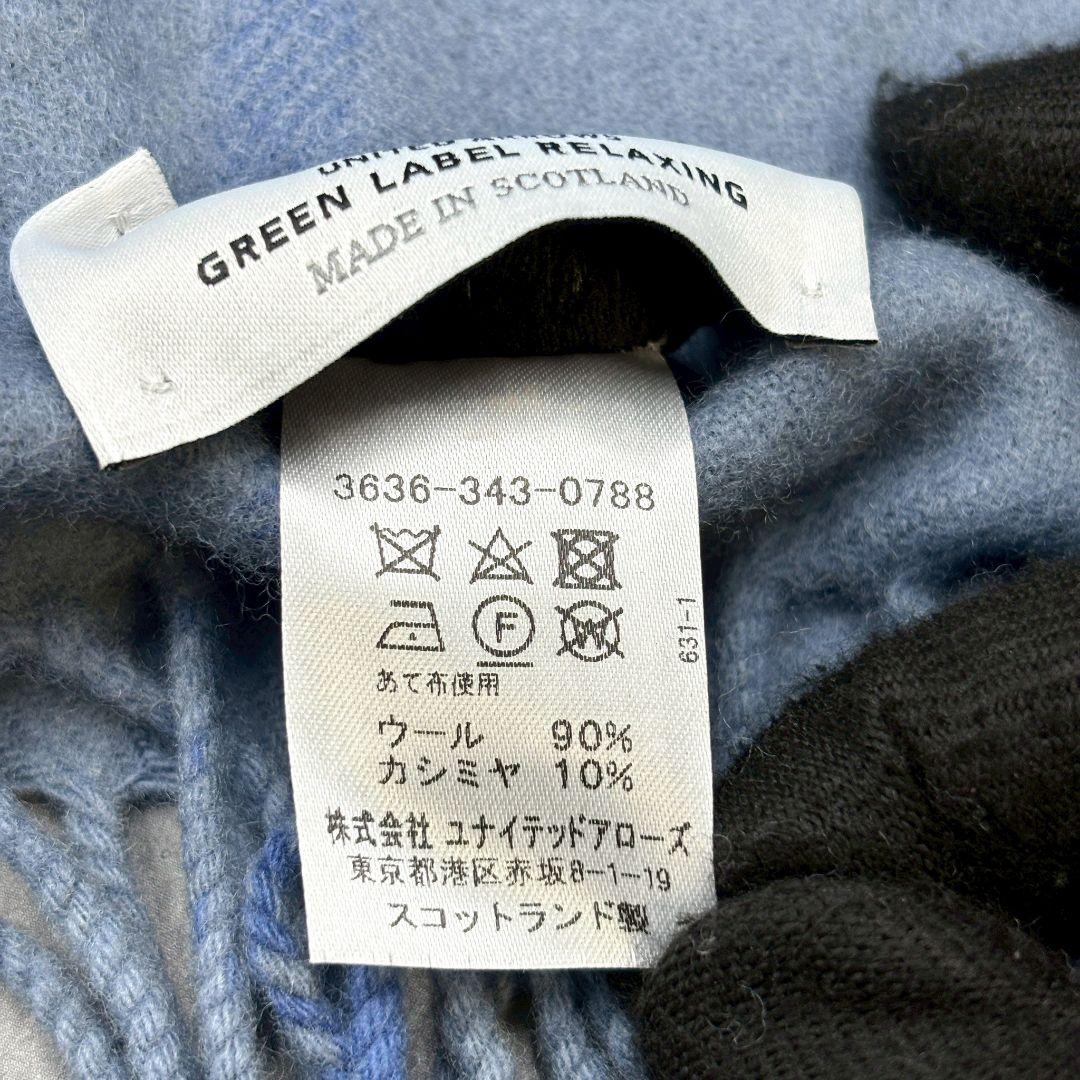 UNITED ARROWS
GREEN LABEL RELAXING
MADE IN SCOTLAND
3636-343-0788
F W
631-1
あて布使用
ウール 90%
カシミヤ 10%
株式会社 ユナイテッドアローズ
東京都港区赤坂8-1-19
スコットランド製